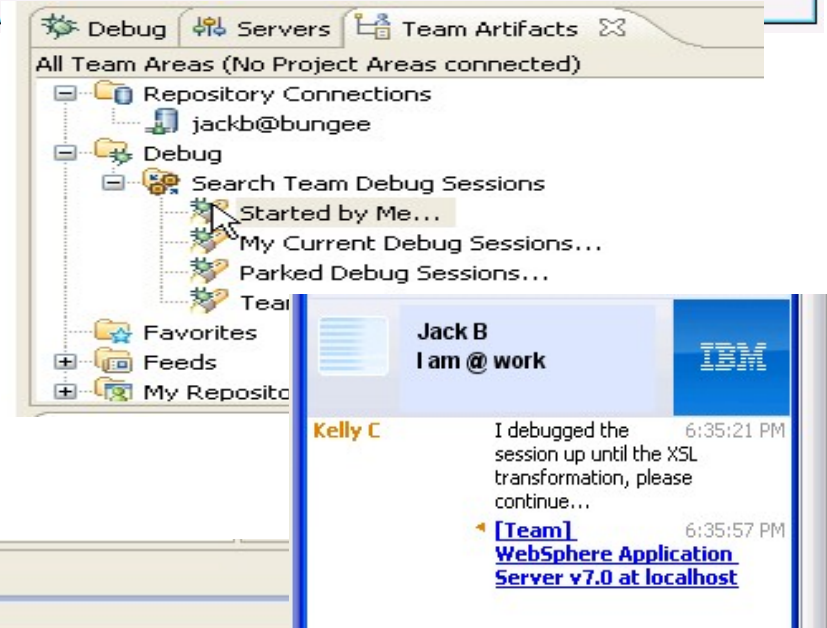 Debug Servers Team Artifacts
All Team Areas (No Project Areas connected)
Repository Connections
jackb@bungee
Debug
Search Team Debug Sessions
Started by Me...
My Current Debug Sessions...
Parked Debug Sessions...
Favorites
Feeds
My Reposito
Jack B
I am @ work
IBM
Kelly C
I debugged the 6:35:21 PM
session up until the XSL
transformation, please
continue...
[Team] 6:35:57 PM
WebSphere Application
Server v7.0 at localhost